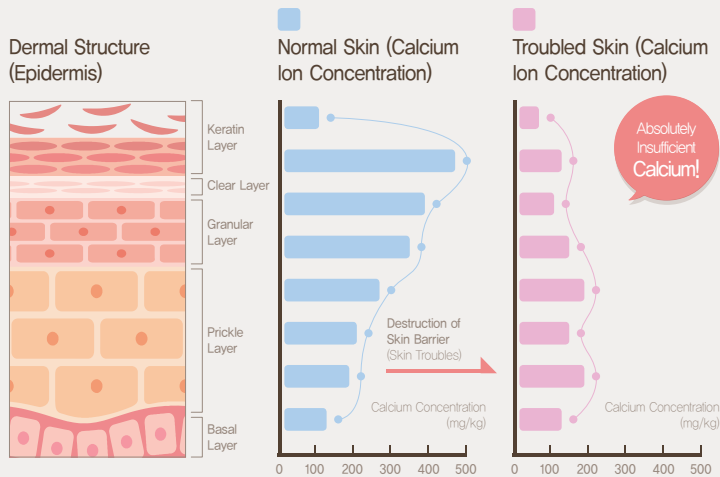 Dermal Structure
(Epidermis)
Keratin
Layer
Clear Layer
Granular
Layer
Prickle
Layer
Basal
Layer
Normal Skin (Calcium
Ion Concentration)
Destruction of
Skin Barrier
(Skin Troubles)
Calcium Concentration
(mg/kg)
0 100 200 300 400 500
Troubled Skin (Calcium
Ion Concentration)
Absolutely
Insufficient
Calcium!
Calcium Concentration
(mg/kg)
0 100 200 300 400 500